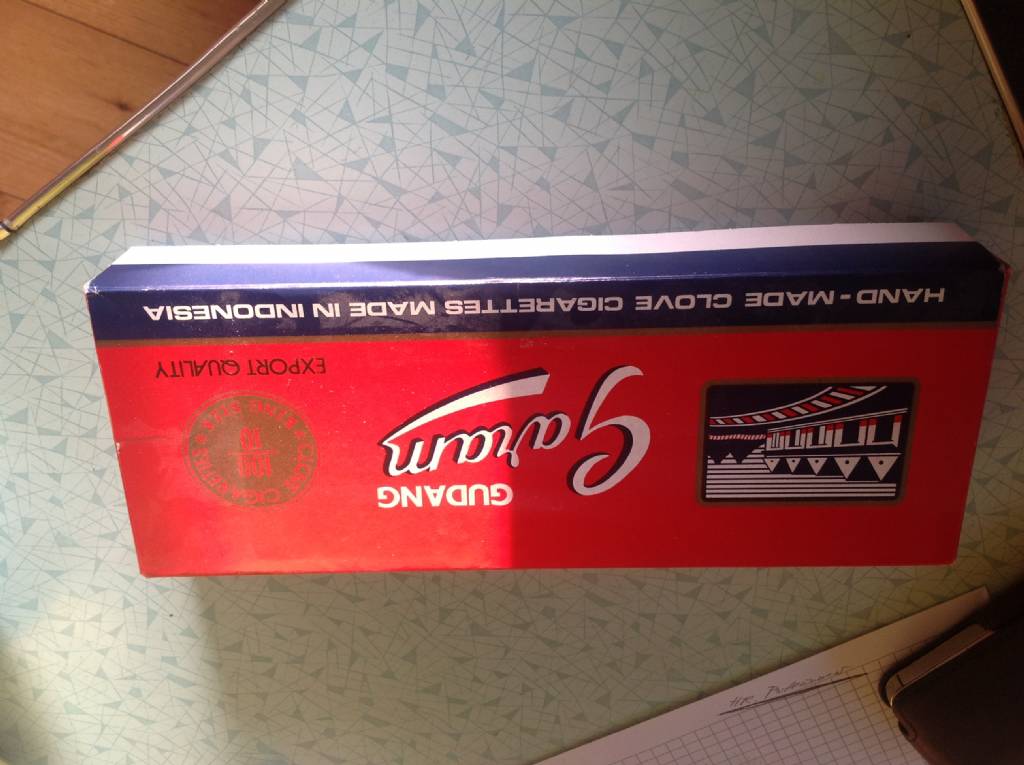 HAND-MADE CLOVE CIGARETTES MADE IN INDONESIA
EXPORT QUALITY
GUDANG
Garam